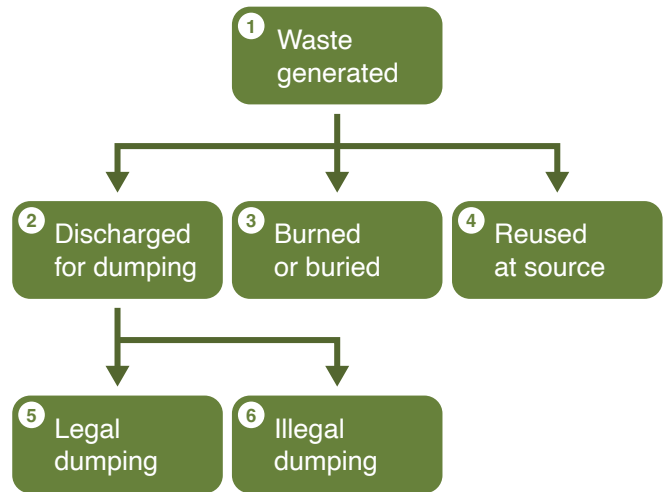 1 Waste
generated
2 Discharged
for dumping
3 Burned
or buried
4 Reused
at source
5 Legal
dumping
6 Illegal
dumping